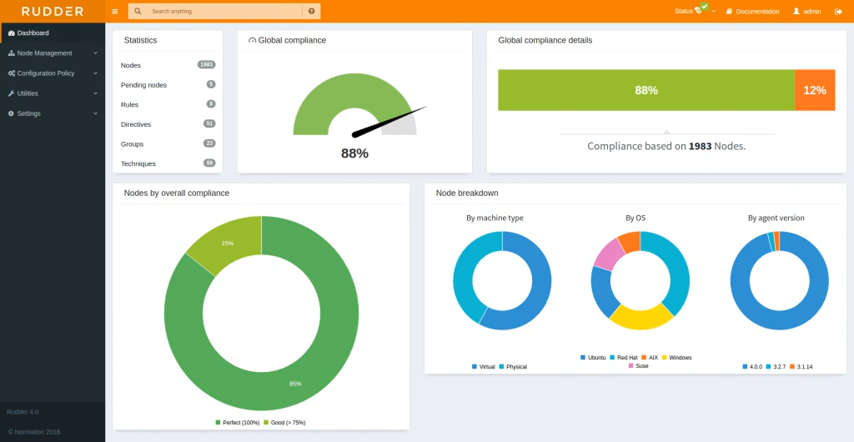 RUDDER
Search anything
Status
Documentation
admin
Dashboard
Node Management
Configuration Policy
Utilities
Settings
Statistics
Nodes 1983
Pending nodes 5
Rules
Directives 51
Groups 23
Techniques
Global compliance
88%
Global compliance details
88% 12%
Compliance based on 1983 Nodes.
Nodes by overall compliance
15%
85%
Perfect (100%) Good (> 75%)
Node breakdown
By machine type
Virtual Physical
By OS
Ubuntu Red Hat AIX Windows
Suse
By agent version
4.0.0 3.2.7 3.1.14
Rudder 4.0
© Normation 2016